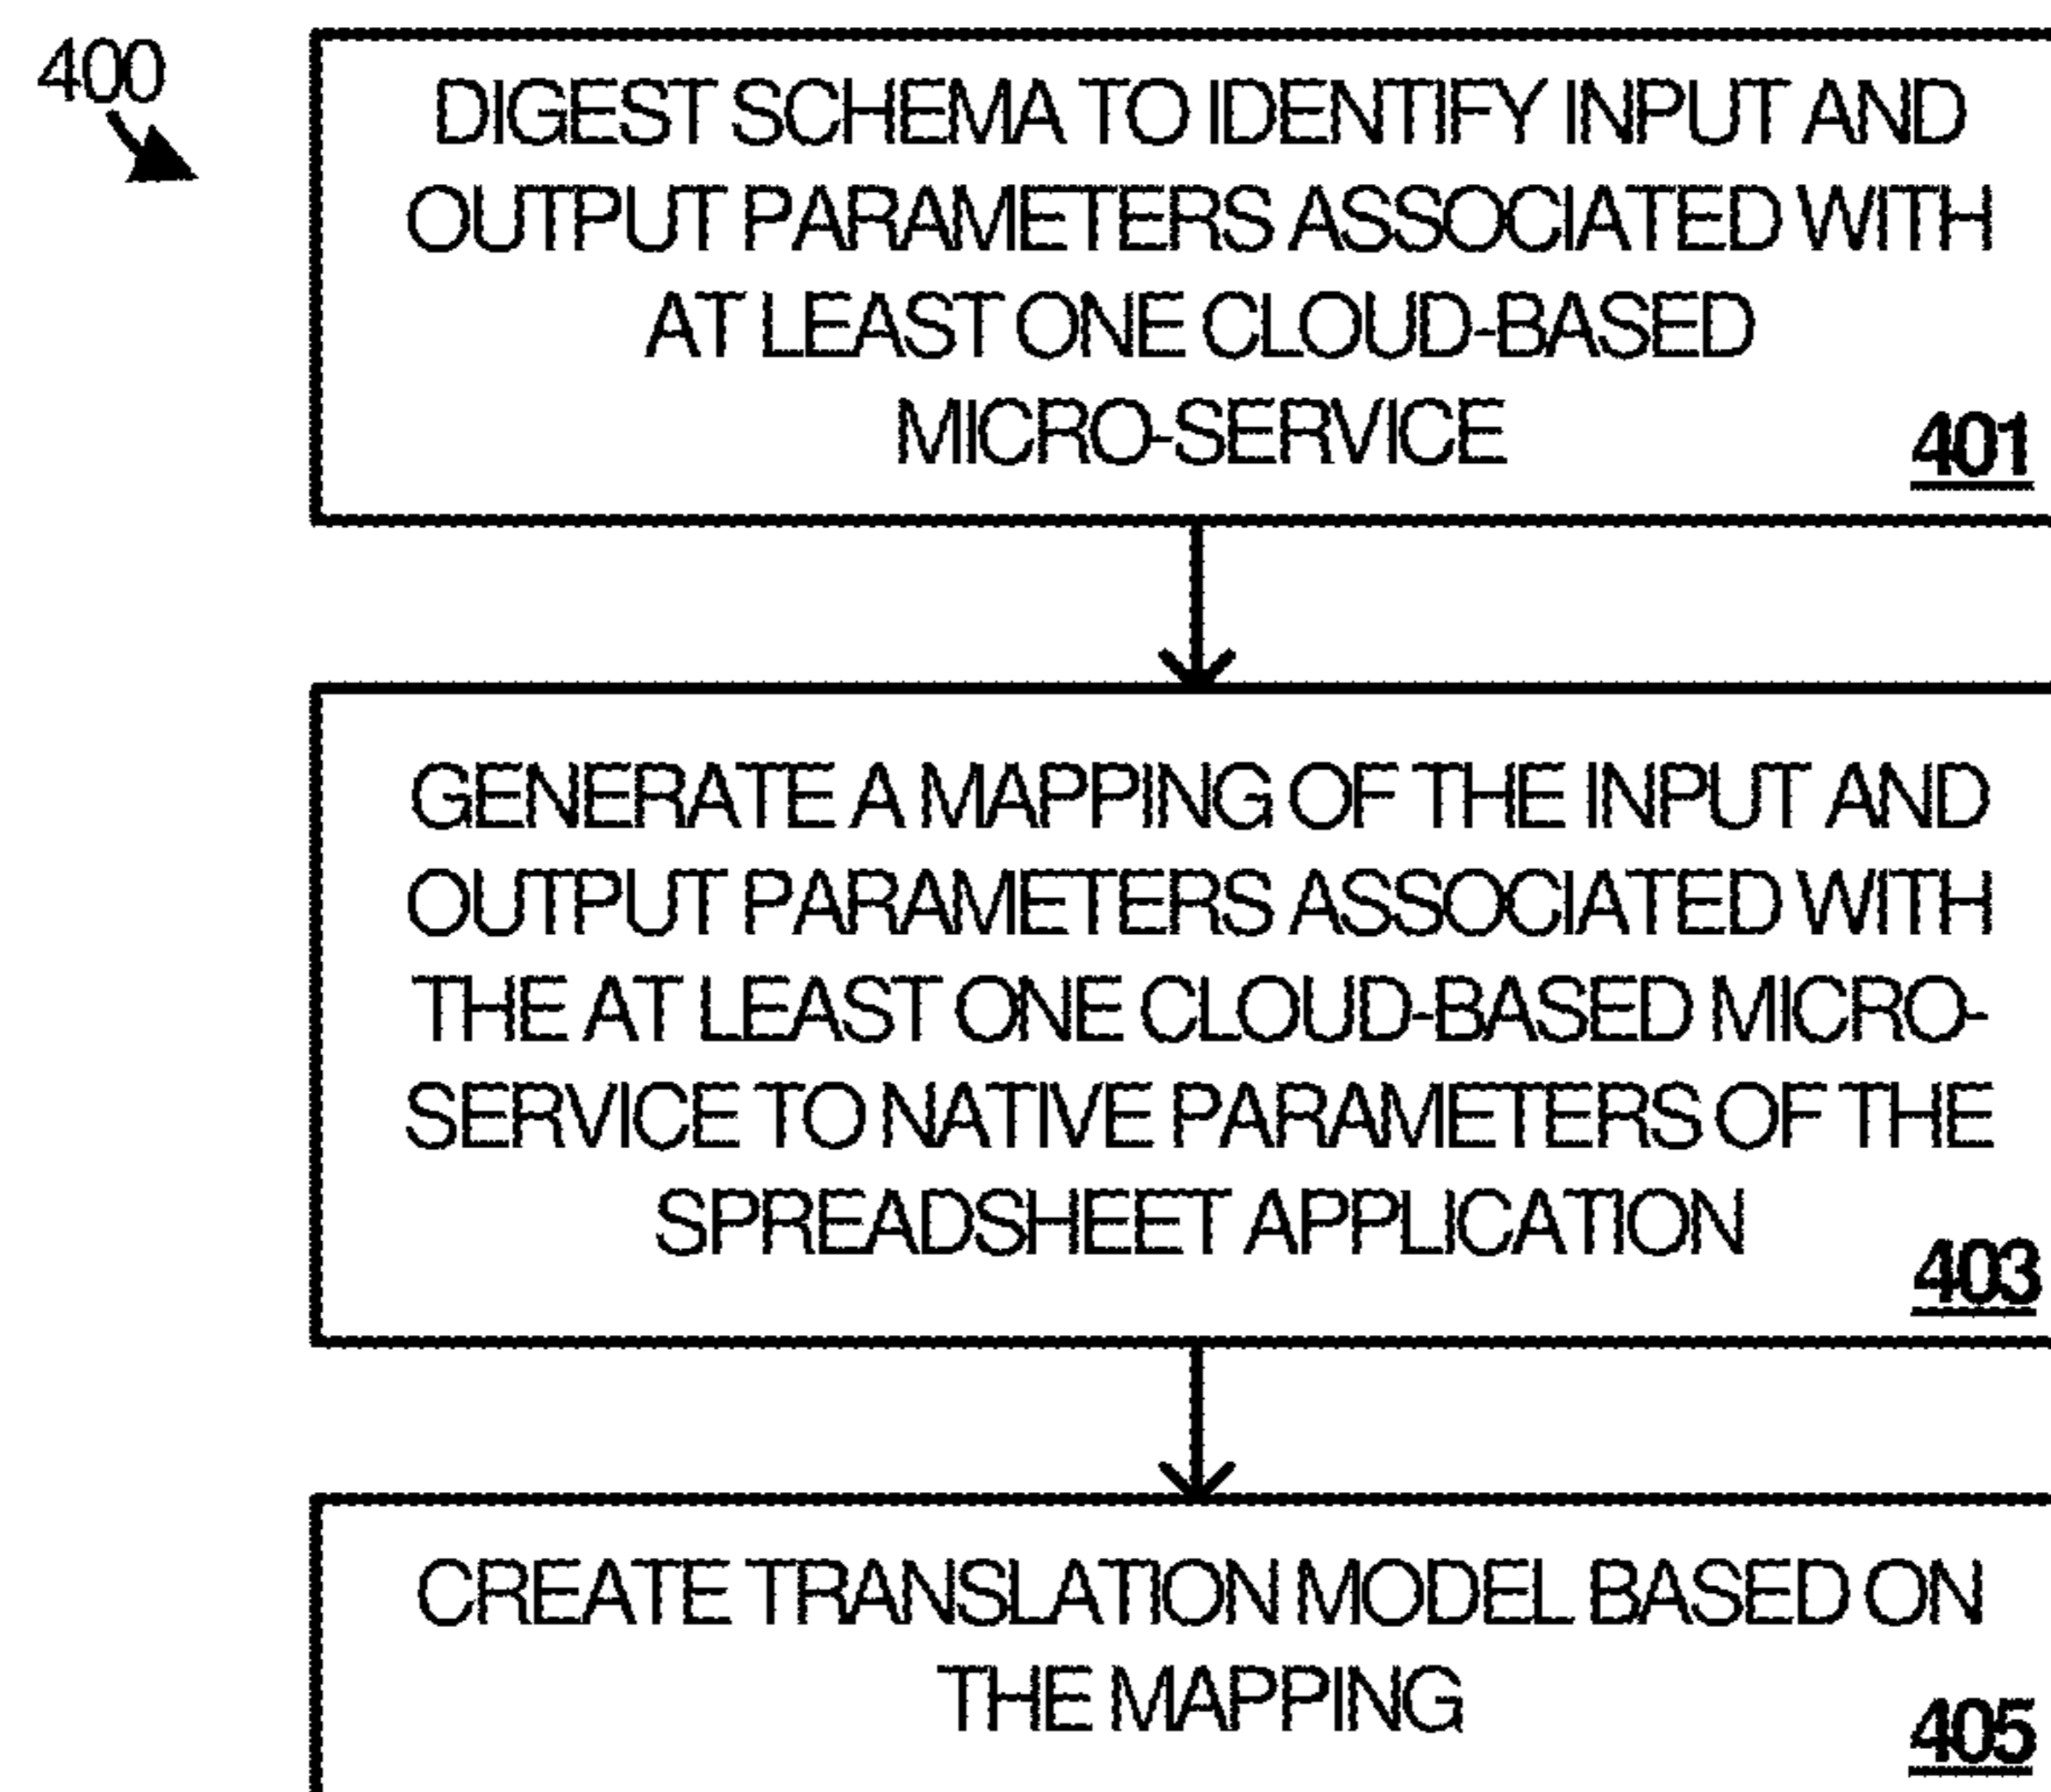 400
DIGEST SCHEMA TO IDENTIFY INPUT AND
OUTPUT PARAMETERS ASSOCIATED WITH
AT LEAST ONE CLOUD-BASED
MICRO-SERVICE
401
GENERATE A MAPPING OF THE INPUT AND
OUTPUT PARAMETERS ASSOCIATED WITH
THE AT LEAST ONE CLOUD-BASED MICRO-
SERVICE TO NATIVE PARAMETERS OF THE
SPREADSHEET APPLICATION
403
CREATE TRANSLATION MODEL BASED ON
THE MAPPING
405